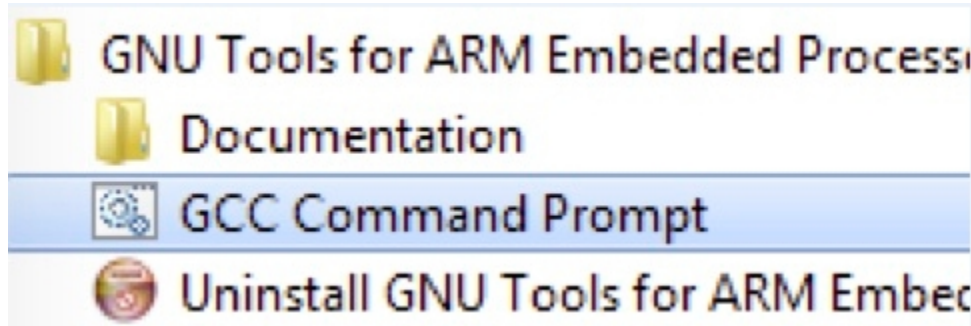 GNU Tools for ARM Embedded Process
Documentation
GCC Command Prompt
Uninstall GNU Tools for ARM Embed